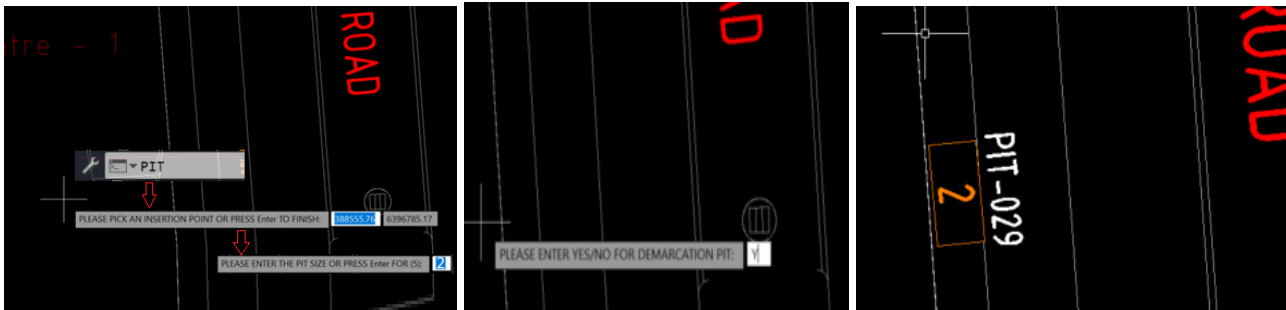 tre - 1
ROAD
PIT
PLEASE PICK AN INSERTION POINT OR PRESS Enter TO FINISH: 388555.76 6396785.17
PLEASE ENTER THE PIT SIZE OR PRESS Enter FOR (5): 2
AD
PLEASE ENTER YES/NO FOR DEMARCATION PIT: Y
ROAD
PIT-029
2